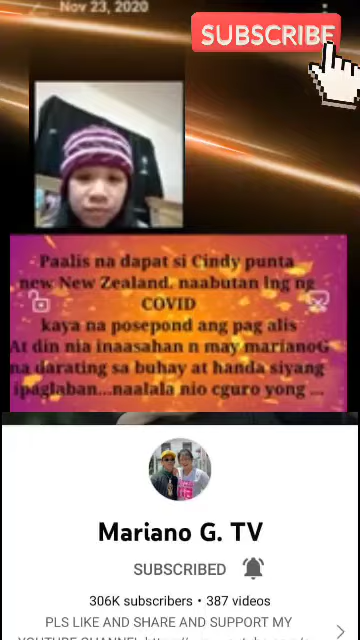 Nov 23, 2020
SUBSCRIBE
Paalis na dapat si Cindy punta
new New Zealand. naabutan lng ng
COVID
kaya na posepond ang pag alis
At din nia inaasahan n may marianoG
na darating sa buhay at handa siyang
ipaglaban...naalala nio cguro yong ...
Mariano G. TV
SUBSCRIBED
306K subscribers • 387 videos
PLS LIKE AND SHARE AND SUPPORT MY
YOUTUBE CHANNEL